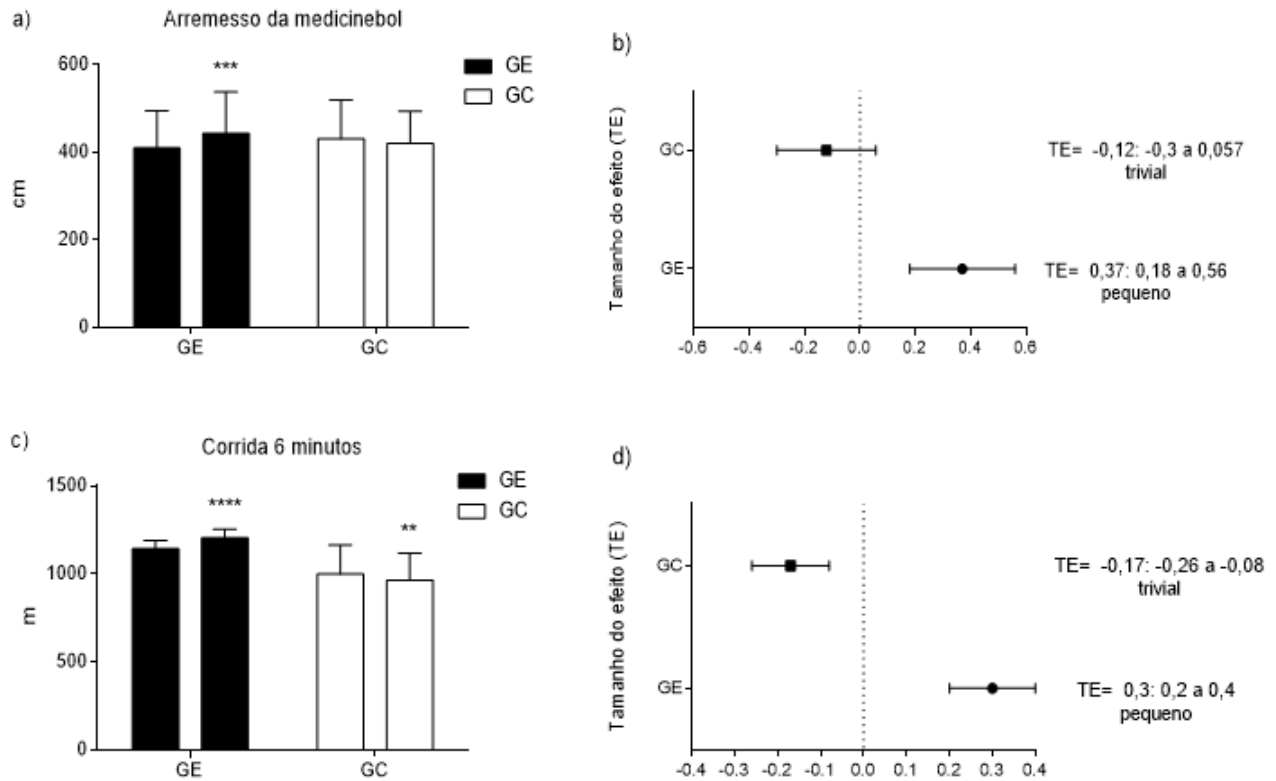 a)
Arremesso da medicinebol
***
GE
GC
600
400
200
0
cm
GE
GC
b)
Tamanho do efeito (TE)
GC
GE
TE= -0,12: -0,3 a 0,057
trivial
TE= 0,37: 0,18 a 0,56
pequeno
-0.6 -0.4 -0.2 0.0 0.2 0.4 0.6
c)
Corrida 6 minutos
****
**
GE
GC
1500
1000
500
0
m
GE
GC
d)
Tamanho do efeito (TE)
GC
GE
TE= -0,17: -0,26 a -0,08
trivial
TE= 0,3: 0,2 a 0,4
pequeno
-0.4 -0.3 -0.2 -0.1 0.0 0.1 0.2 0.3 0.4